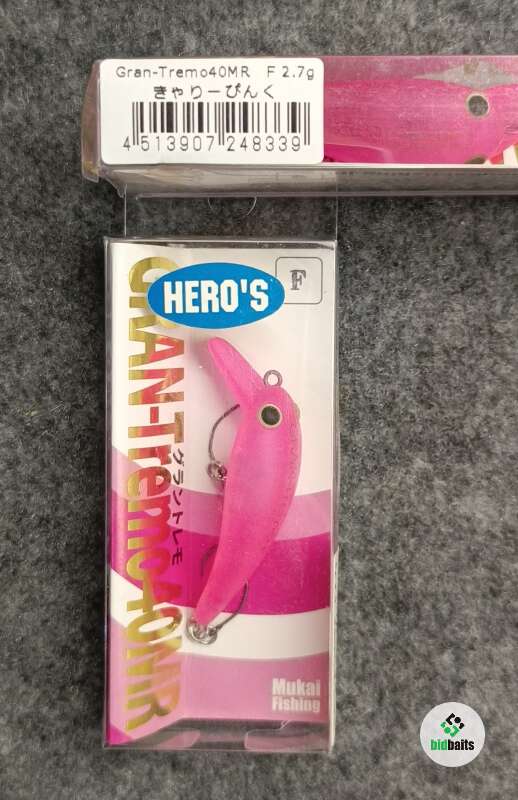 Gran-Tremo40MR F 2.7g
きゃりーぴんく
4 513907 248339
HERO'S
F
GRAN-Tremo40MR
グラントレモ
Mukai
Fishing
bidbaits